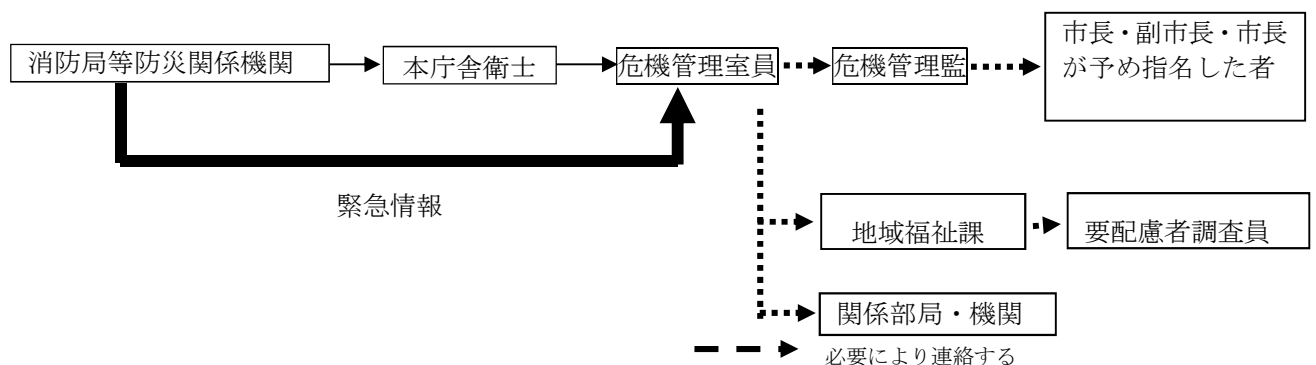 消防局等防災関係機関
本庁舎衛士
危機管理室員
危機管理監
市長・副市長・市長
が予め指名した者
緊急情報
地域福祉課
要配慮者調査員
関係部局・機関
必要により連絡する